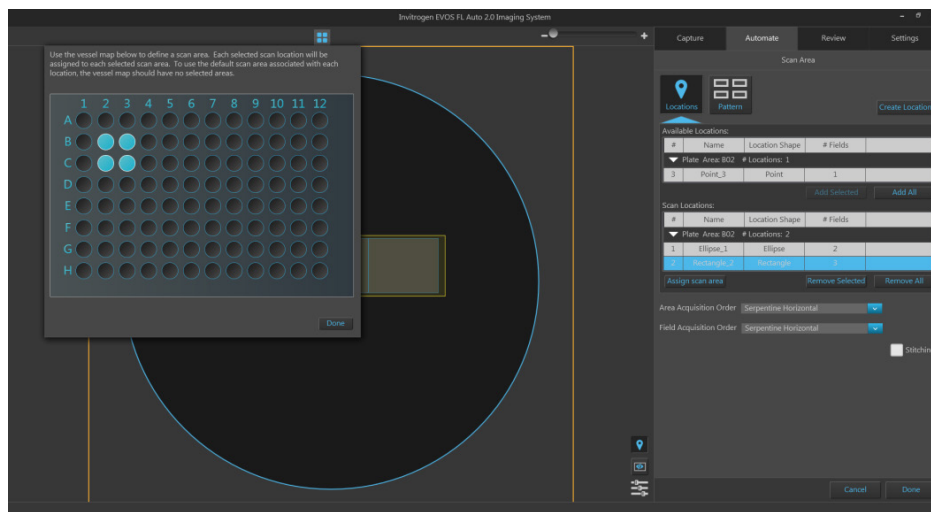 Invitrogen EVOS FL Auto 2.0 Imaging System
Capture Automate Review Settings
Scan Area
Use the vessel map below to define a scan area. Each selected scan location will be
assigned to each selected scan area. To use the default scan area associated with each
location, the vessel map should have no selected areas.
1 2 3 4 5 6 7 8 9 10 11 12
A
B
C
D
E
F
G
H
Done
Locations Pattern
Create Location
Available Locations:
# Name Location Shape # Fields
Plate Area: B02 # Locations: 1
3 Point_3 Point 1
Add Selected Add All
Scan Locations:
# Name Location Shape # Fields
Plate Area: B02 # Locations: 2
1 Ellipse_1 Ellipse 2
2 Rectangle_2 Rectangle 3
Assign scan area Remove Selected Remove All
Area Acquisition Order Serpentine Horizontal
Field Acquisition Order Serpentine Horizontal
Stitchin
Cancel Done